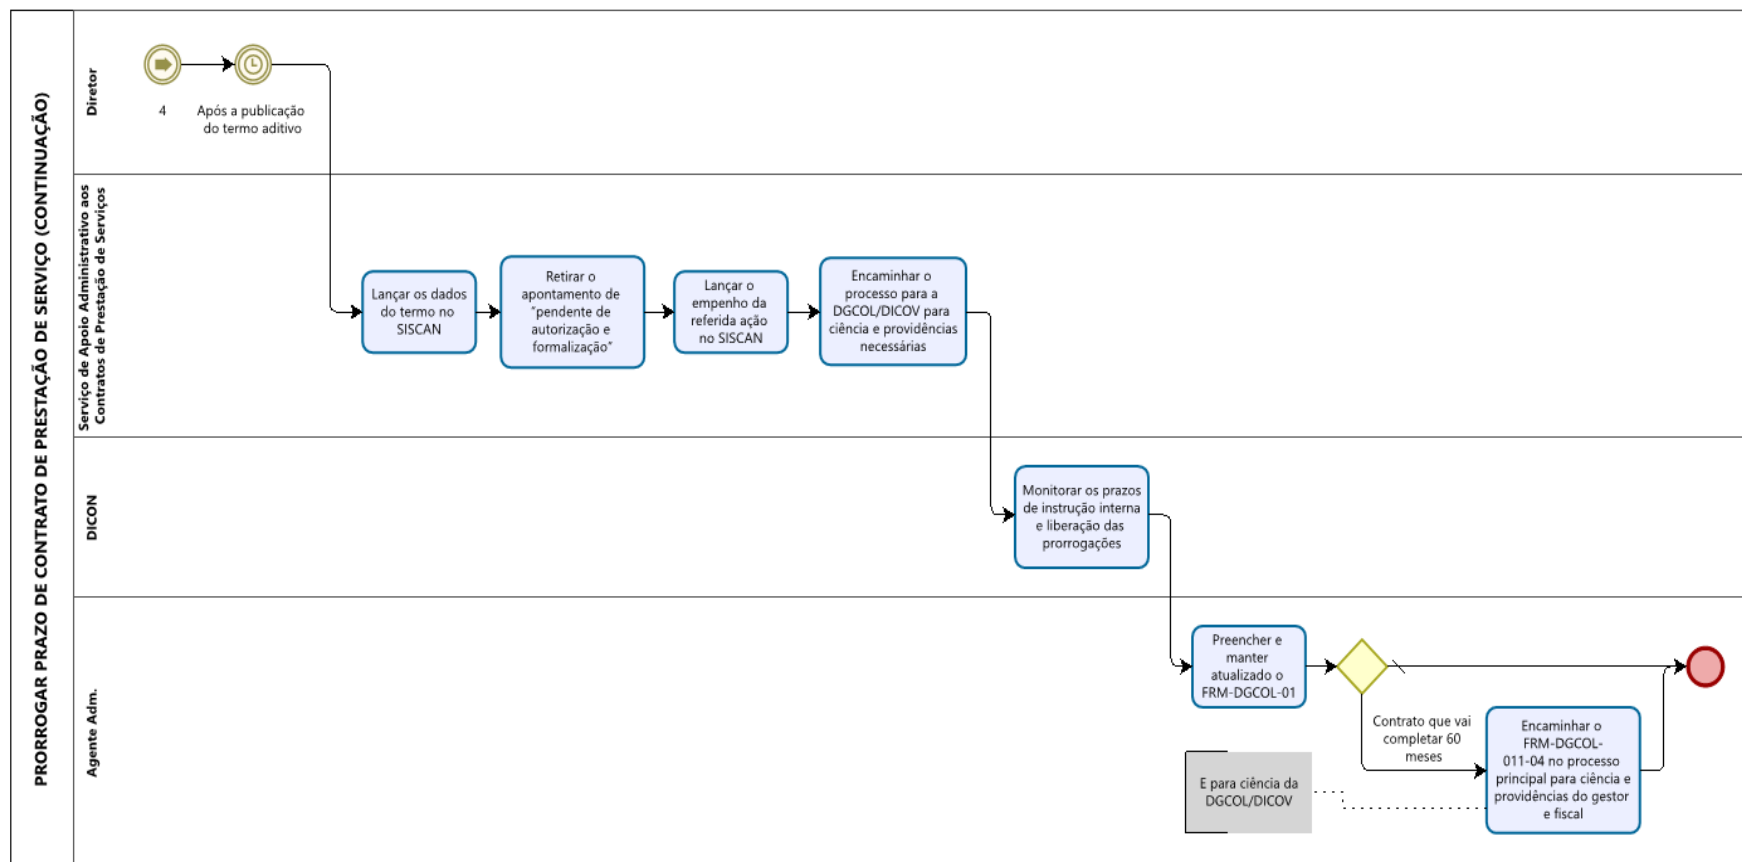 PRORROGAR PRAZO DE CONTRATO DE PRESTAÇÃO DE SERVIÇO (CONTINUAÇÃO)
Diretor
4
Após a publicação
do termo aditivo
Serviço de Apoio Administrativo aos
Contratos de Prestação de Serviços
Lançar os dados
do termo no
SISCAN
Retirar o
apontamento de
"pendente de
autorização e
formalização"
Lançar o
empenho da
referida ação
no SISCAN
Encaminhar o
processo para a
DGCOL/DICOV para
ciência e providências
necessárias
DICON
Monitorar os prazos
de instrução interna
e liberação das
prorrogações
Agente Adm.
Preencher e
manter
atualizado o
FRM-DGCOL-01
Contrato que vai
completar 60
meses
Encaminhar o
FRM-DGCOL-
011-04 no processo
principal para ciência e
providências do gestor
e fiscal
E para ciência da
DGCOL/DICOV